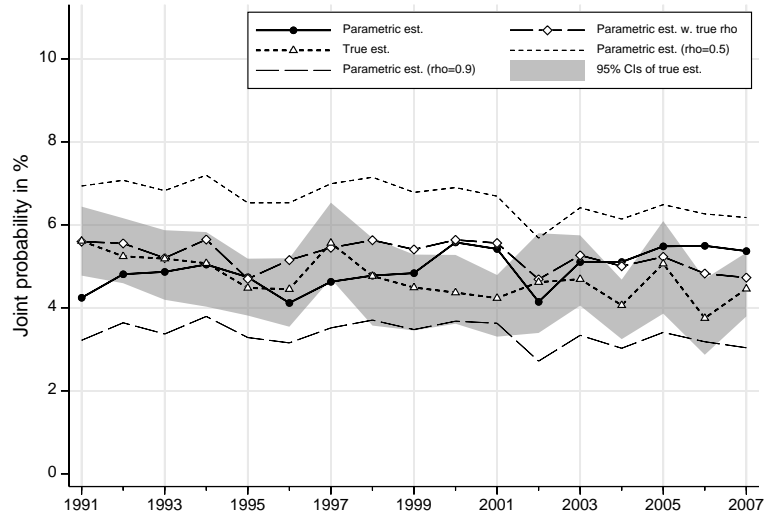 Parametric est.
Parametric est. w. true rho
True est.
Parametric est. (rho=0.5)
Parametric est. (rho=0.9)
95% CIs of true est.
Joint probability in %
10
8
6
4
2
0
1991 1993 1995 1997 1999 2001 2003 2005 2007